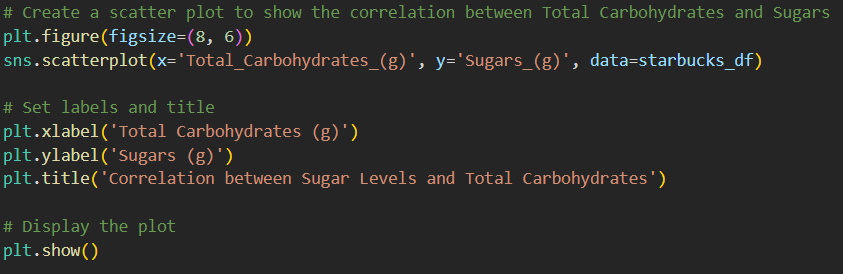 # Create a scatter plot to show the correlation between Total Carbohydrates and Sugars
plt.figure(figsize=(8, 6))
sns.scatterplot(x='Total_Carbohydrates_(g)', y='Sugars_(g)', data=starbucks_df)
# Set labels and title
plt.xlabel('Total Carbohydrates (g)')
plt.ylabel('Sugars (g)')
plt.title('Correlation between Sugar Levels and Total Carbohydrates')
# Display the plot
plt.show()